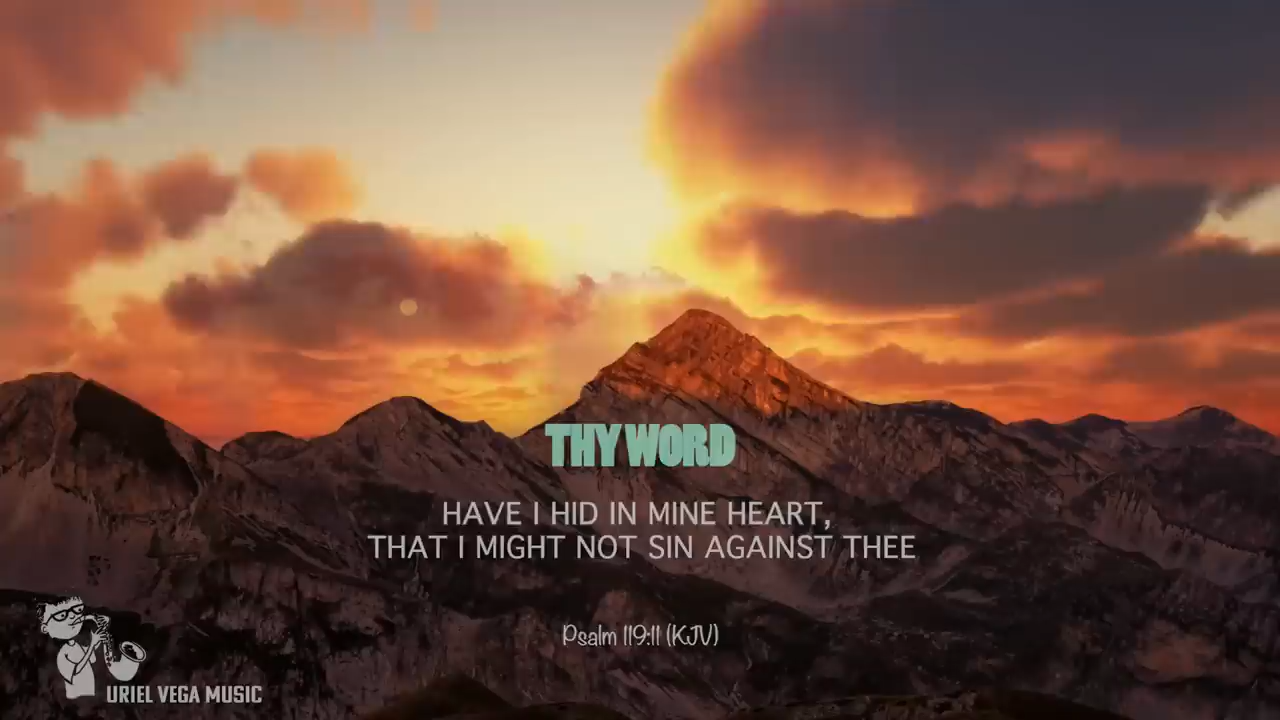 THY WORD
HAVE I HID IN MINE HEART,
THAT I MIGHT NOT SIN AGAINST THEE
Psalm 119:11 (KJV)
URIEL VEGA MUSIC